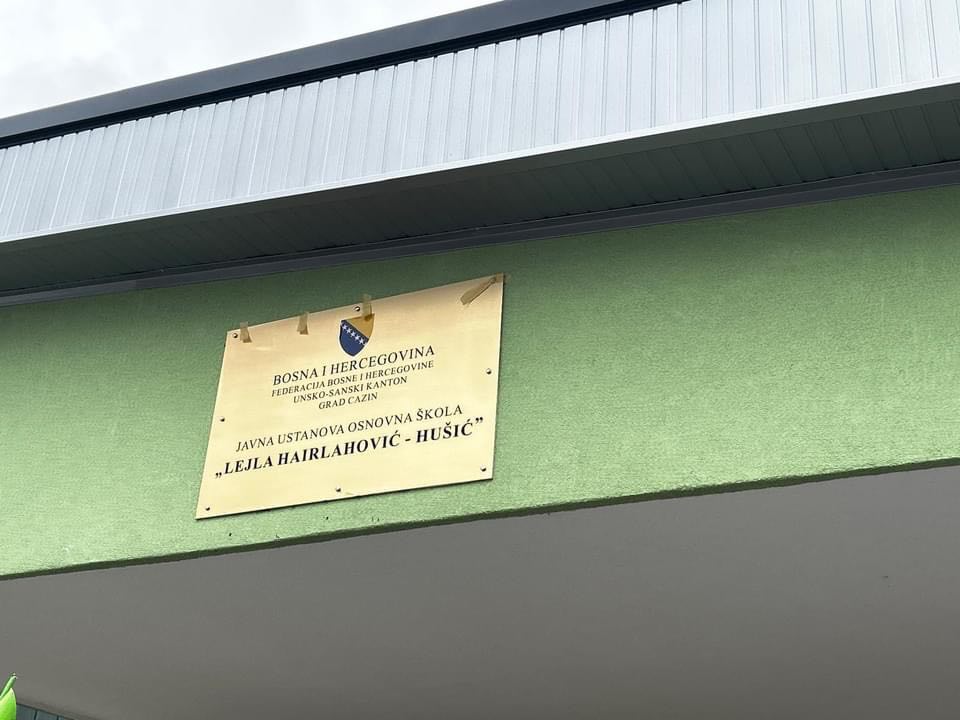 BOSNA I HERCEGOVINA
FEDERACIJA BOSNE I HERCEGOVINE
UNSKO-SANSKI KANTON
GRAD CAZIN
JAVNA USTANOVA OSNOVNA ŠKOLA
„LEJLA HAIRLAHOVIĆ - HUŠIĆ”